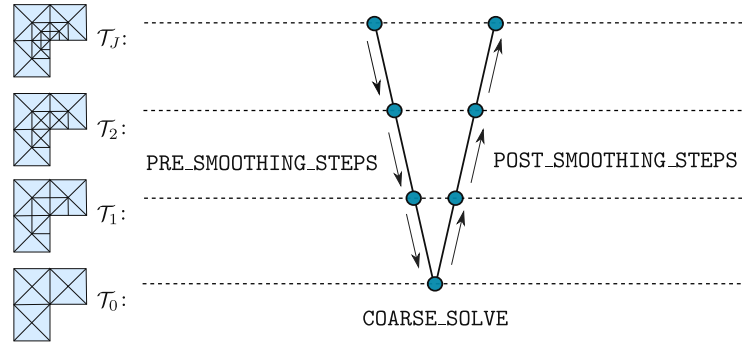 𝒯_J:
𝒯_2:
PRE_SMOOTHING_STEPS
POST_SMOOTHING_STEPS
𝒯_1:
𝒯_0:
COARSE_SOLVE